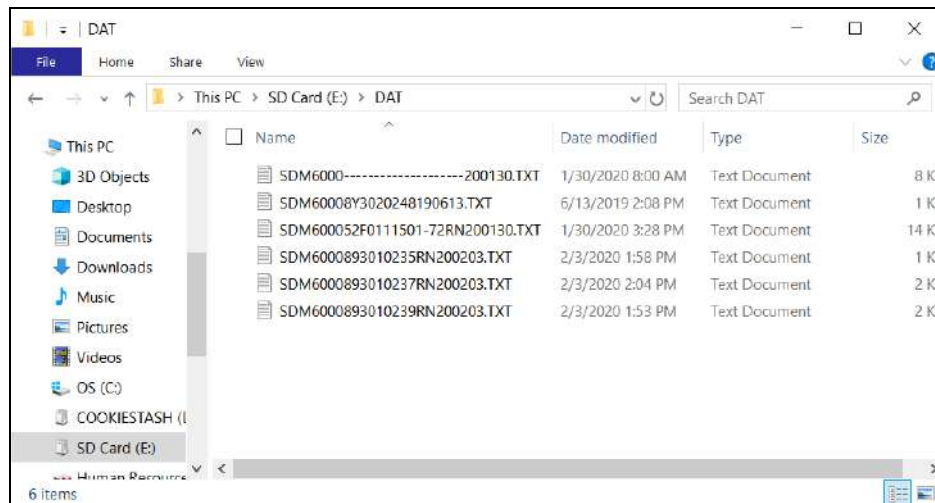 DAT
File Home Share View
This PC > SD Card (E:) > DAT Search DAT
Name Date modified Type Size
This PC
3D Objects
Desktop
Documents
Downloads
Music
Pictures
Videos
OS (C:)
COOKIESTASH (
SD Card (E:)
Human Resource
SDM6000--------------------200130.TXT 1/30/2020 8:00 AM Text Document 8 K
SDM60008Y3020248190613.TXT 6/13/2019 2:08 PM Text Document 1 K
SDM600052F0111501-72RN200130.TXT 1/30/2020 3:28 PM Text Document 14 K
SDM6000893010235RN200203.TXT 2/3/2020 1:58 PM Text Document 1 K
SDM6000893010237RN200203.TXT 2/3/2020 2:04 PM Text Document 2 K
SDM6000893010239RN200203.TXT 2/3/2020 1:53 PM Text Document 2 K
6 items